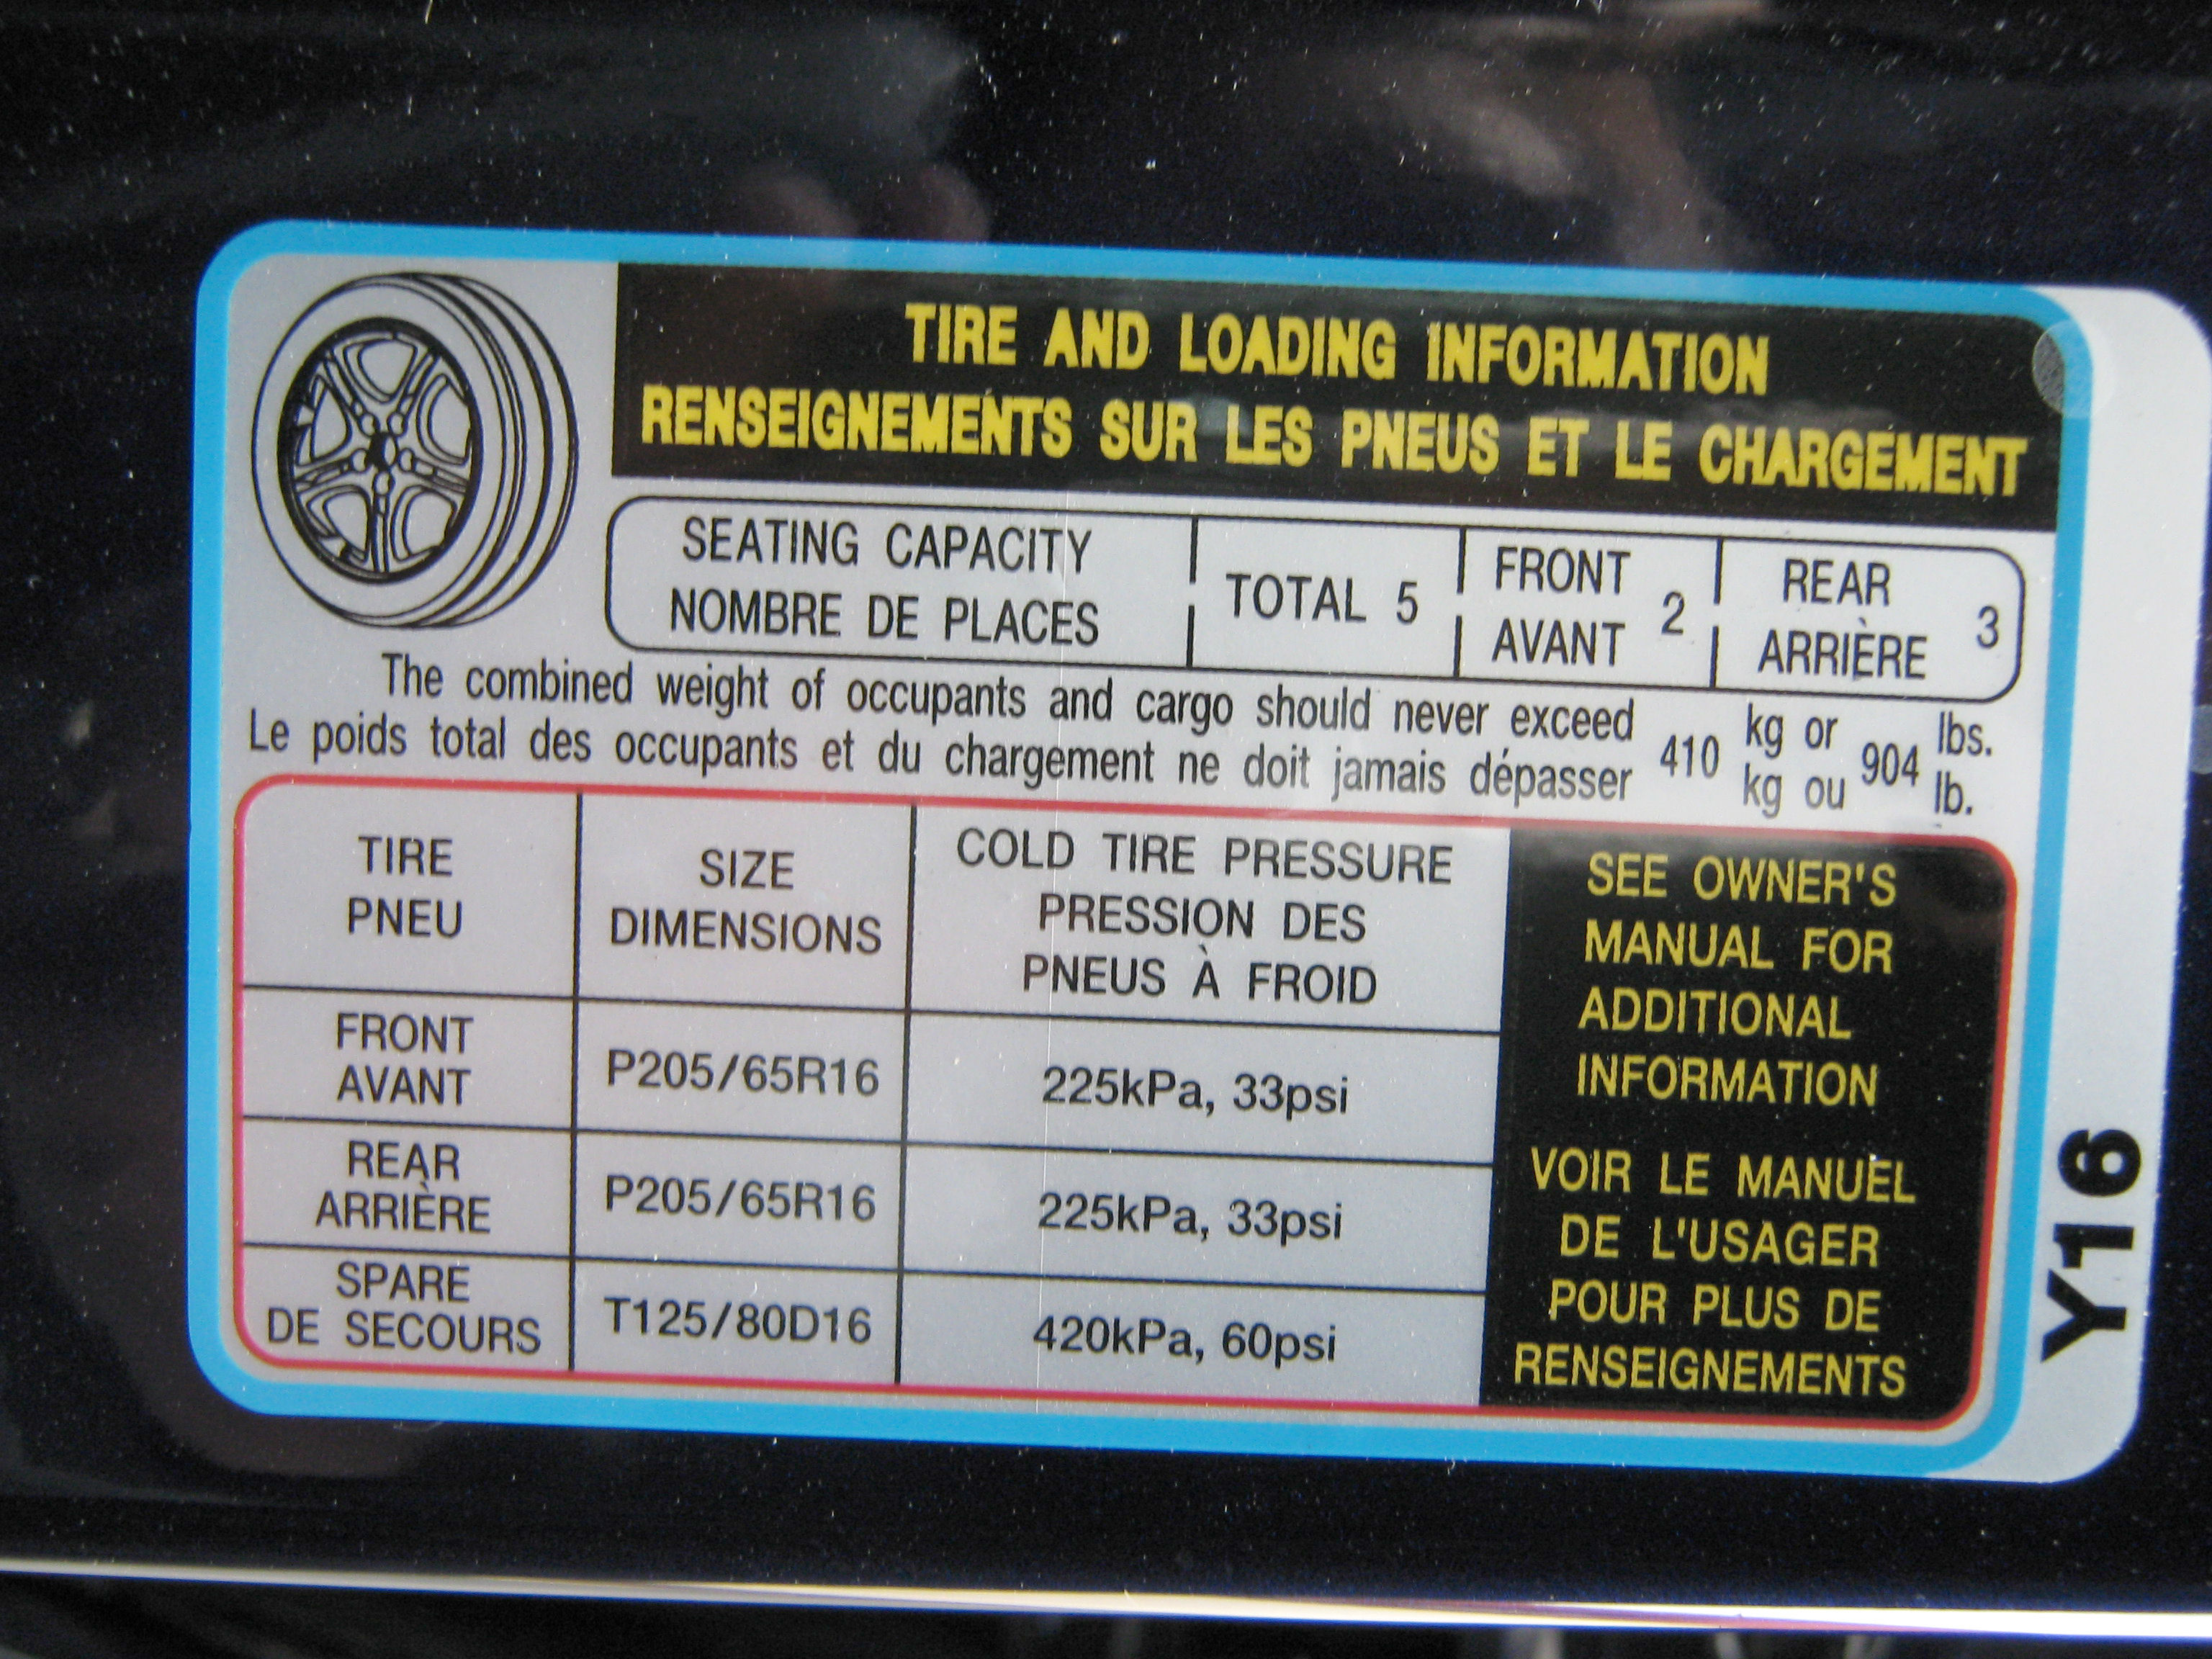 TIRE AND LOADING INFORMATION
RENSEIGNEMENTS SUR LES PNEUS ET LE CHARGEMENT
SEATING CAPACITY
NOMBRE DE PLACES
TOTAL 5
FRONT
AVANT
2
REAR
ARRIÈRE
3
The combined weight of occupants and cargo should never exceed
Le poids total des occupants et du chargement ne doit jamais dépasser
410
kg or
kg ou
904
lbs.
lb.
TIRE
PNEU
SIZE
DIMENSIONS
COLD TIRE PRESSURE
PRESSION DES
PNEUS À FROID
FRONT
AVANT
P205/65R16
225kPa, 33psi
REAR
ARRIÈRE
P205/65R16
225kPa, 33psi
SPARE
DE SECOURS
T125/80D16
420kPa, 60psi
SEE OWNER'S
MANUAL FOR
ADDITIONAL
INFORMATION
VOIR LE MANUEL
DE L'USAGER
POUR PLUS DE
RENSEIGNEMENTS
Y16